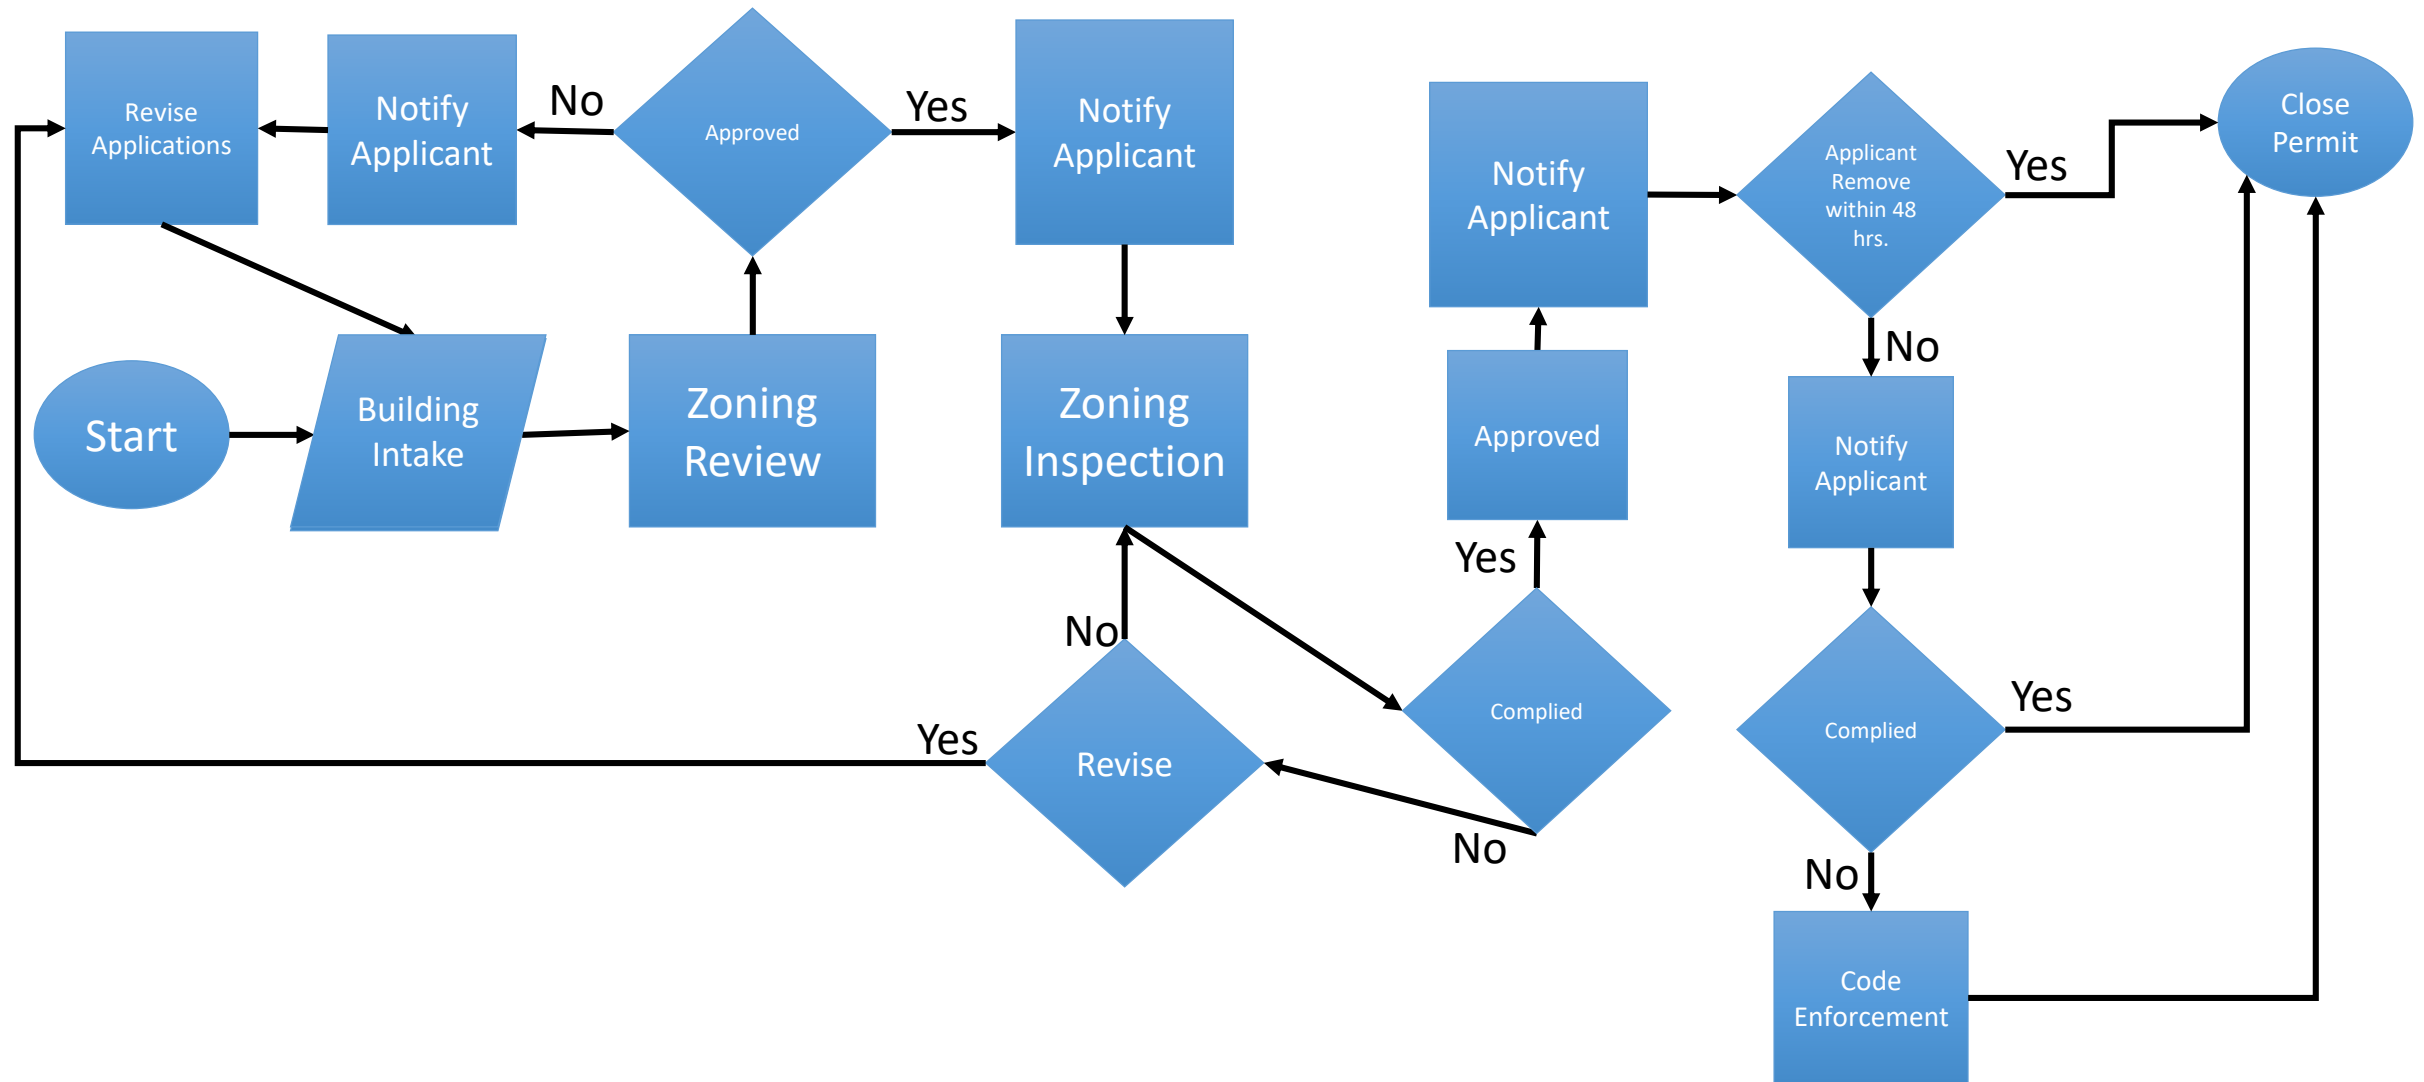 Revise
Applications
Notify
Applicant
No
Approved
Yes
Notify
Applicant
Notify
Applicant
Applicant
Remove
within 48
hrs.
Yes
Close
Permit
Start
Building
Intake
Zoning
Review
Zoning
Inspection
Approved
No
Notify
Applicant
Yes
No
Yes
Revise
Complied
No
Complied
Yes
No
Code
Enforcement